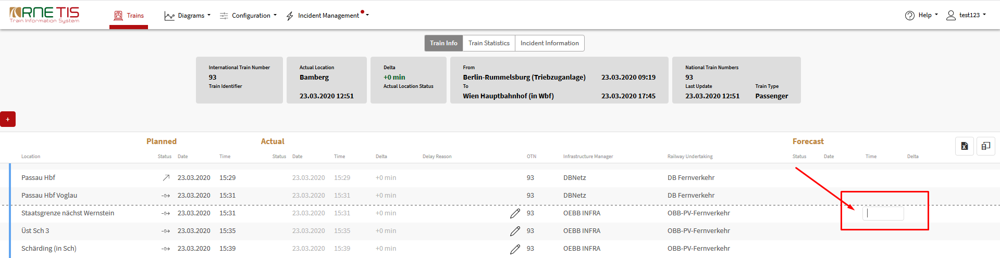 RNE TIS
Train Information System
Trains
Diagrams
Configuration
Incident Management
Help
test123
Train Info Train Statistics Incident Information
International Train Number
93
Train Identifier
Actual Location
Bamberg
23.03.2020 12:51
Delta
+0 min
Actual Location Status
From
Berlin-Rummelsburg (Triebzuganlage) 23.03.2020 09:19
To
Wien Hauptbahnhof (in Wbf) 23.03.2020 17:45
National Train Numbers
93
Last Update Train Type
23.03.2020 12:51 Passenger
+
Planned Actual Forecast
Location Status Date Time Status Date Time Delta Delay Reason OTN Infrastructure Manager Railway Undertaking Status Date Time Delta
Passau Hbf 23.03.2020 15:29 23.03.2020 15:29 +0 min 93 DBNetz DB Fernverkehr
Passau Hbf Voglau 23.03.2020 15:31 23.03.2020 15:31 +0 min 93 DBNetz DB Fernverkehr
Staatsgrenze nächst Wernstein 23.03.2020 15:31 23.03.2020 15:31 +0 min 93 OEBB INFRA OBB-PV-Fernverkehr
Üst Sch 3 23.03.2020 15:35 23.03.2020 15:35 +0 min 93 OEBB INFRA OBB-PV-Fernverkehr
Schärding (in Sch) 23.03.2020 15:39 23.03.2020 15:39 +0 min 93 OEBB INFRA OBB-PV-Fernverkehr